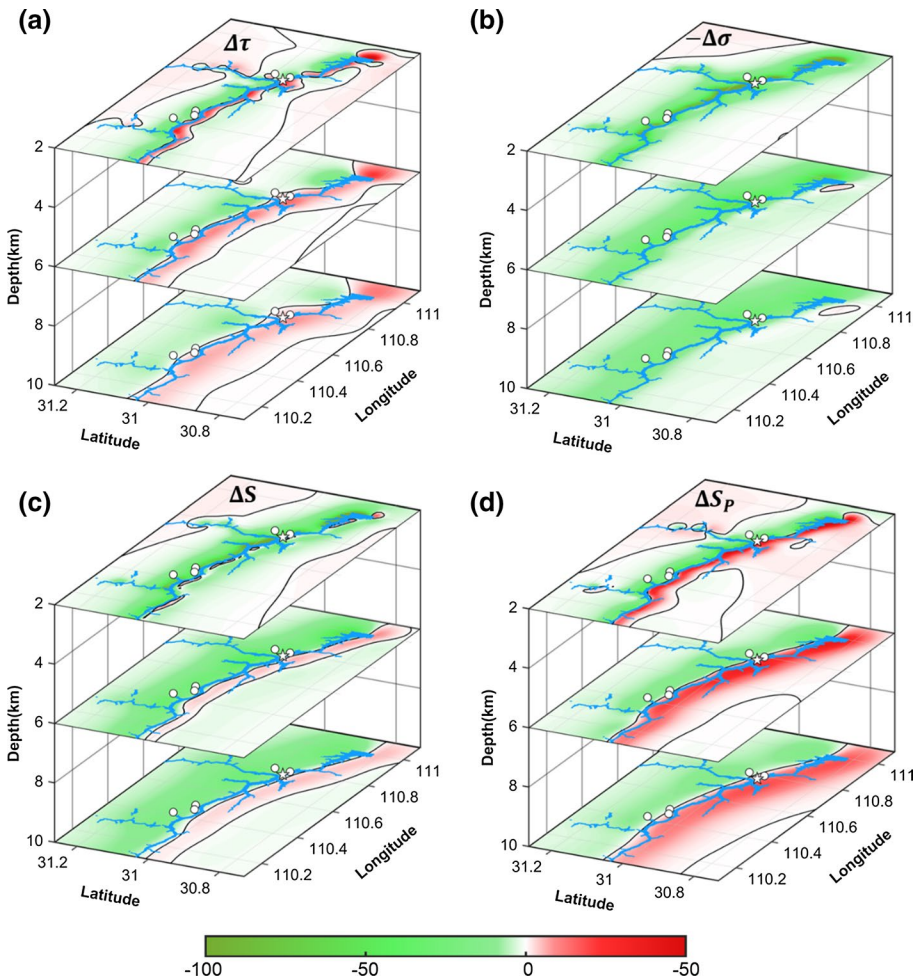 (a)
Δτ
2
4
6
8
10
Depth(km)
31.2
31
30.8
Latitude
110.2
110.4
110.6
110.8
111
Longitude
(b)
−Δσ
2
4
6
8
10
Depth(km)
31.2
31
30.8
Latitude
110.2
110.4
110.6
110.8
111
Longitude
(c)
ΔS
2
4
6
8
10
Depth(km)
31.2
31
30.8
Latitude
110.2
110.4
110.6
110.8
111
Longitude
(d)
ΔS_P
2
4
6
8
10
Depth(km)
31.2
31
30.8
Latitude
110.2
110.4
110.6
110.8
111
Longitude
-100 -50 0 -50